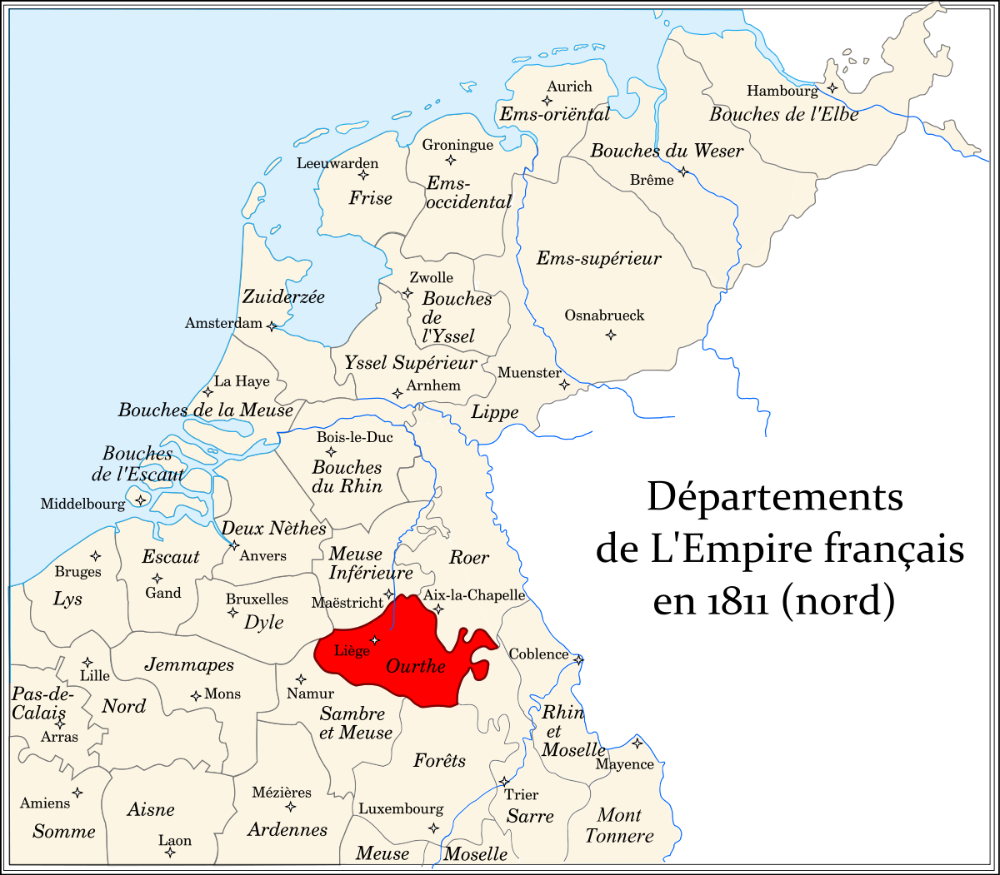 Aurich
Ems-oriëntal
Hambourg
Bouches de l'Elbe
Groningue
Bouches du Weser
Leeuwarden
Brême
Ems-
occidental
Frise
Ems-supérieur
Zwolle
Zuiderzée
Bouches
de
l'Yssel
Amsterdam
Osnabrueck
Yssel Supérieur
Muenster
La Haye
Arnhem
Bouches de la Meuse
Lippe
Bois-le-Duc
Bouches
de l'Escaut
Bouches
du Rhin
Middelbourg
Départements
de L'Empire français
en 1811 (nord)
Deux Nèthes
Anvers
Escaut
Meuse
Inférieure
Roer
Bruges
Gand
Lys
Bruxelles
Dyle
Maëstricht
Aix-la-Chapelle
Liège
Ourthe
Coblence
Jemmapes
Lille
Mons
Namur
Pas-de-
Calais
Nord
Sambre
et Meuse
Rhin
et
Moselle
Arras
Forêts
Mayence
Amiens
Somme
Aisne
Laon
Mézières
Ardennes
Luxembourg
Trier
Sarre
Mont
Tonnere
Meuse
Moselle